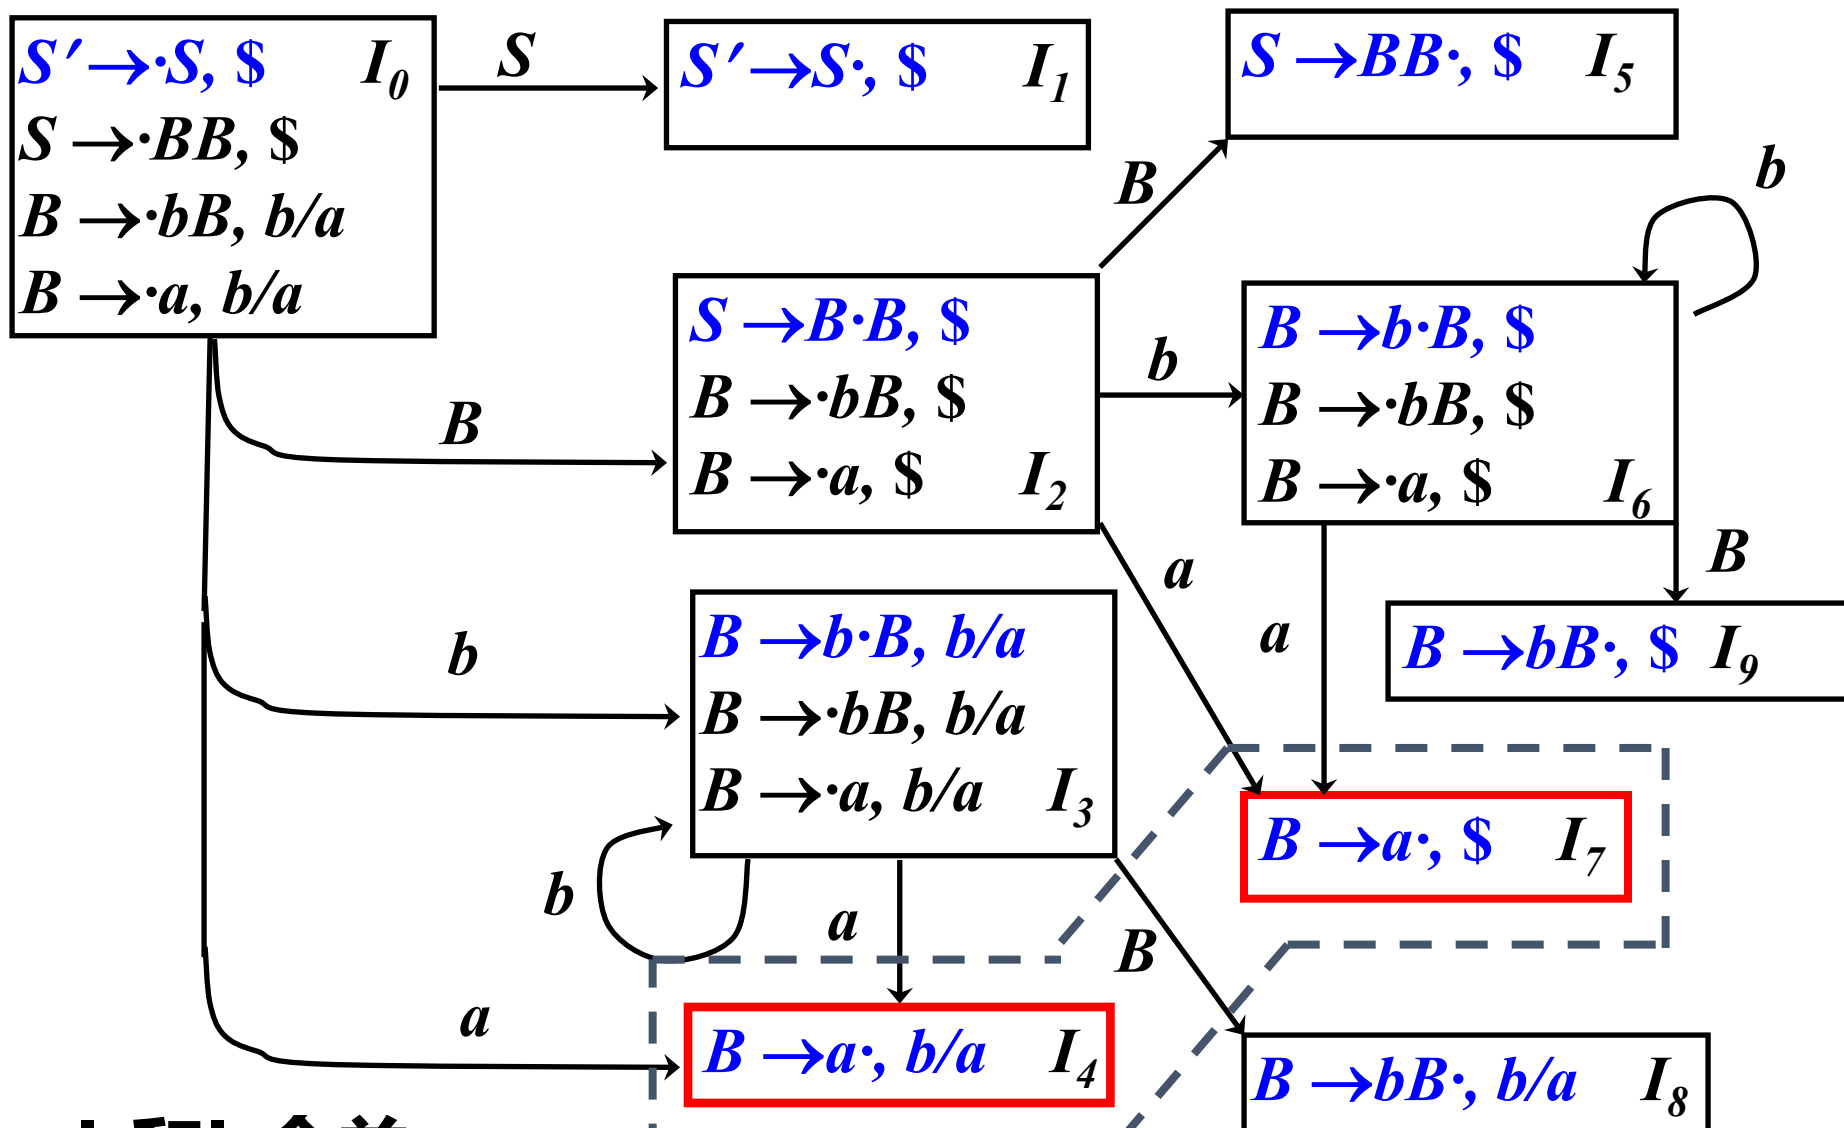 S′→·S, $ I0
S →·BB, $
B →·bB, b/a
B →·a, b/a
S
S′→S·, $ I1
S →BB·, $ I5
B
b
S →B·B, $
B →·bB, $
B →·a, $ I2
b
B →b·B, $
B →·bB, $
B →·a, $ I6
B
B
a
a
B →bB·, $ I9
b
B →b·B, b/a
B →·bB, b/a
B →·a, b/a I3
B →a·, $ I7
b
a
B
a
B →a·, b/a I4
B →bB·, b/a I8